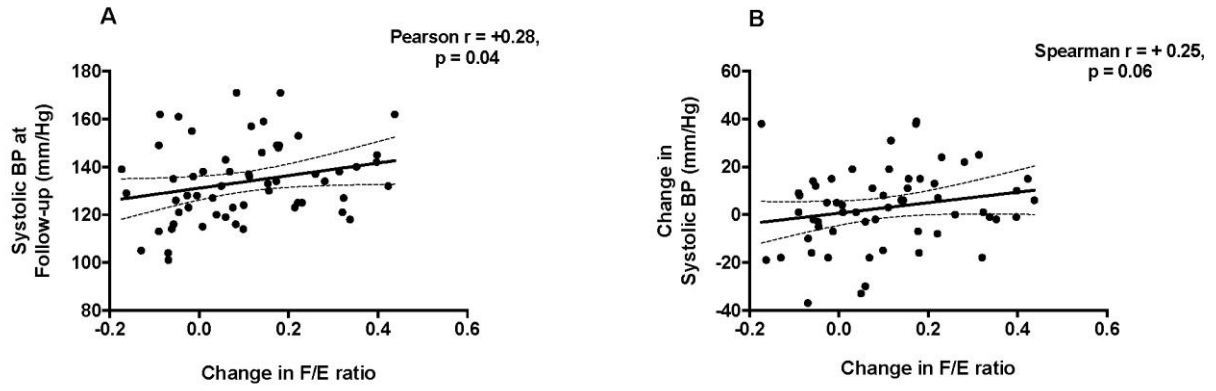 A
Pearson r = +0.28,
p = 0.04
Systolic BP at
Follow-up (mm/Hg)
180
160
140
120
100
80
-0.2
0.0
0.2
0.4
0.6
Change in F/E ratio
B
Spearman r = + 0.25,
p = 0.06
Change in
Systolic BP (mm/Hg)
60
40
20
0
-20
-40
-0.2
0.0
0.2
0.4
0.6
Change in F/E ratio